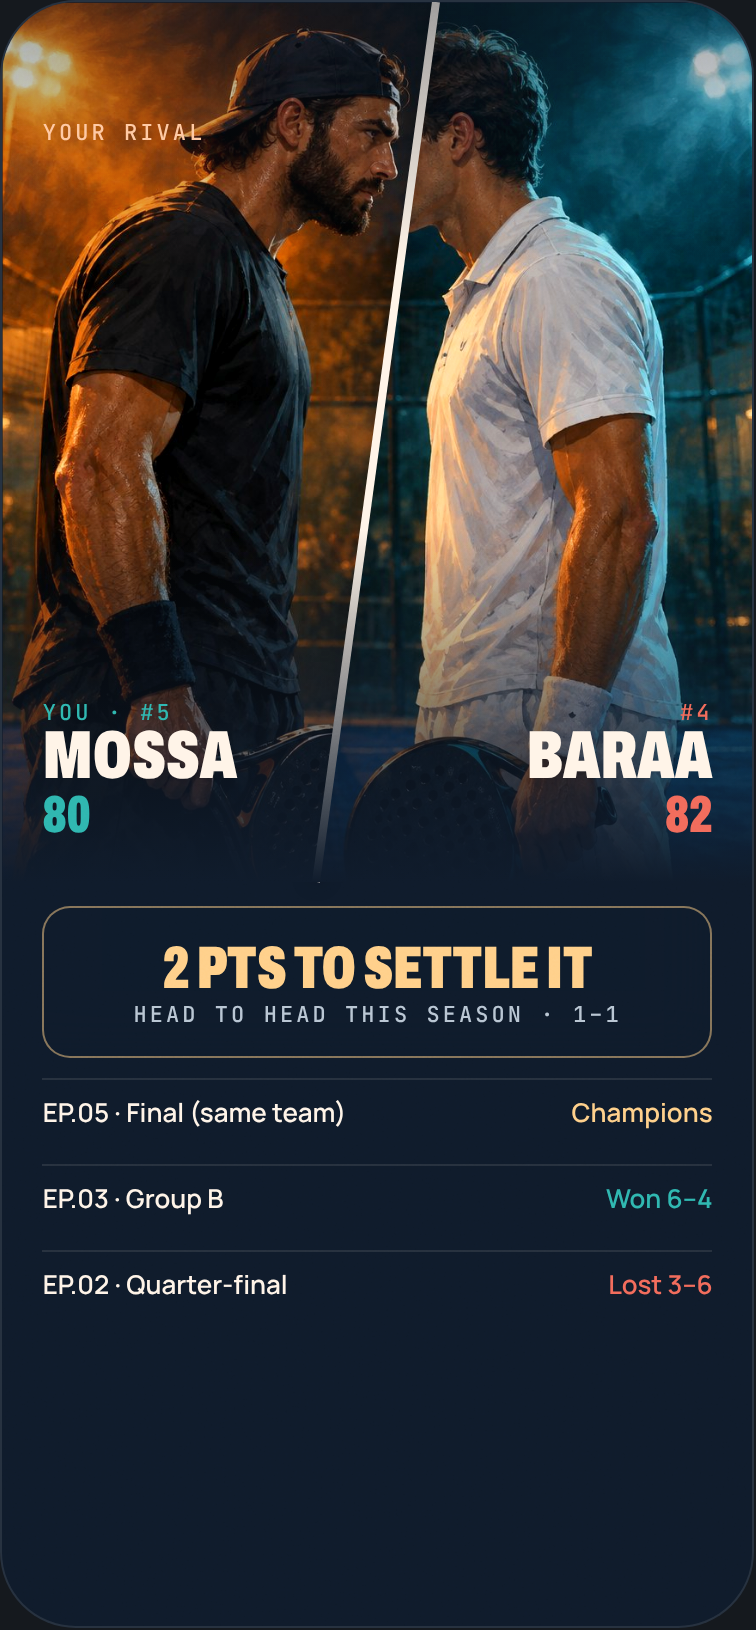 YOUR RIVAL
YOU · #5
#4
MOSSA
BARAA
80
82
2 PTS TO SETTLE IT
HEAD TO HEAD THIS SEASON · 1–1
EP.05 · Final (same team)
Champions
EP.03 · Group B
Won 6–4
EP.02 · Quarter-final
Lost 3–6